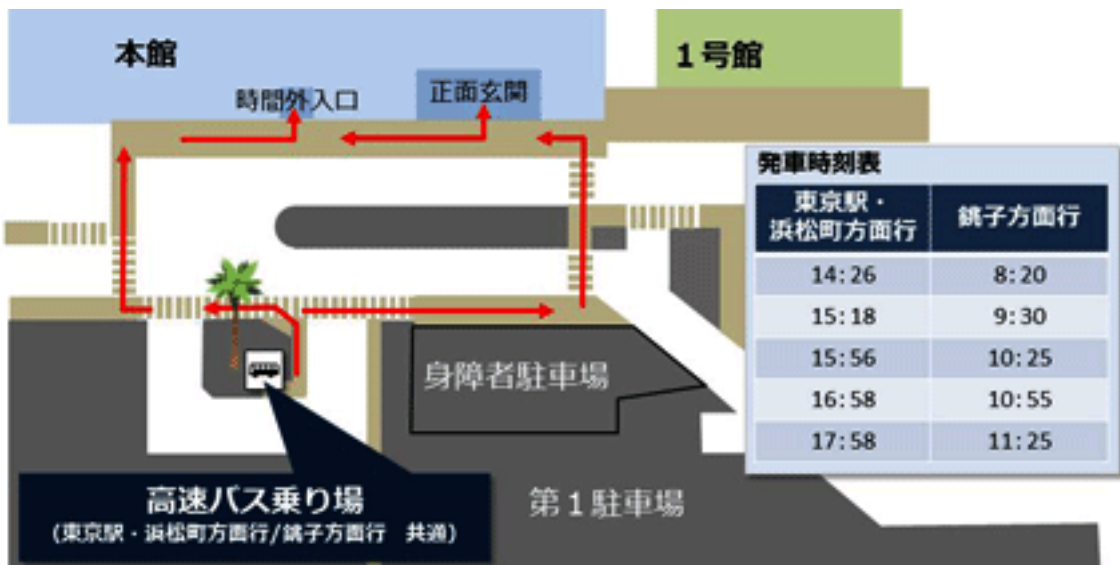 本館
1号館
時間外入口
正面玄関
発車時刻表
東京駅・
浜松町方面行
銚子方面行
14:26 8:20
15:18 9:30
15:56 10:25
16:58 10:55
17:58 11:25
身障者駐車場
高速バス乗り場
(東京駅・浜松町方面行/銚子方面行 共通)
第1駐車場